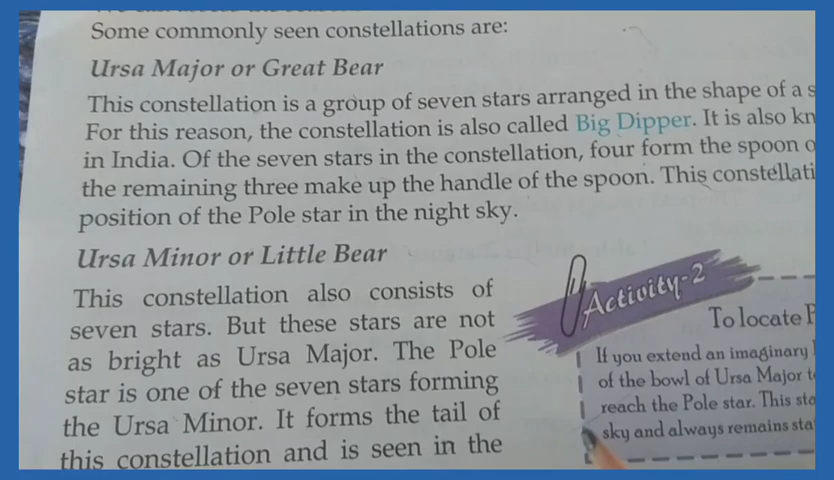 Some commonly seen constellations are:
Ursa Major or Great Bear
This constellation is a group of seven stars arranged in the shape of a s
For this reason, the constellation is also called Big Dipper. It is also kn
in India. Of the seven stars in the constellation, four form the spoon o
the remaining three make up the handle of the spoon. This constellati
position of the Pole star in the night sky.
Ursa Minor or Little Bear
This constellation also consists of
seven stars. But these stars are not
as bright as Ursa Major. The Pole
star is one of the seven stars forming
the Ursa Minor. It forms the tail of
this constellation and is seen in the
Activity-2
To locate P
If you extend an imaginary
of the bowl of Ursa Major t
reach the Pole star. This sta
sky and always remains sta